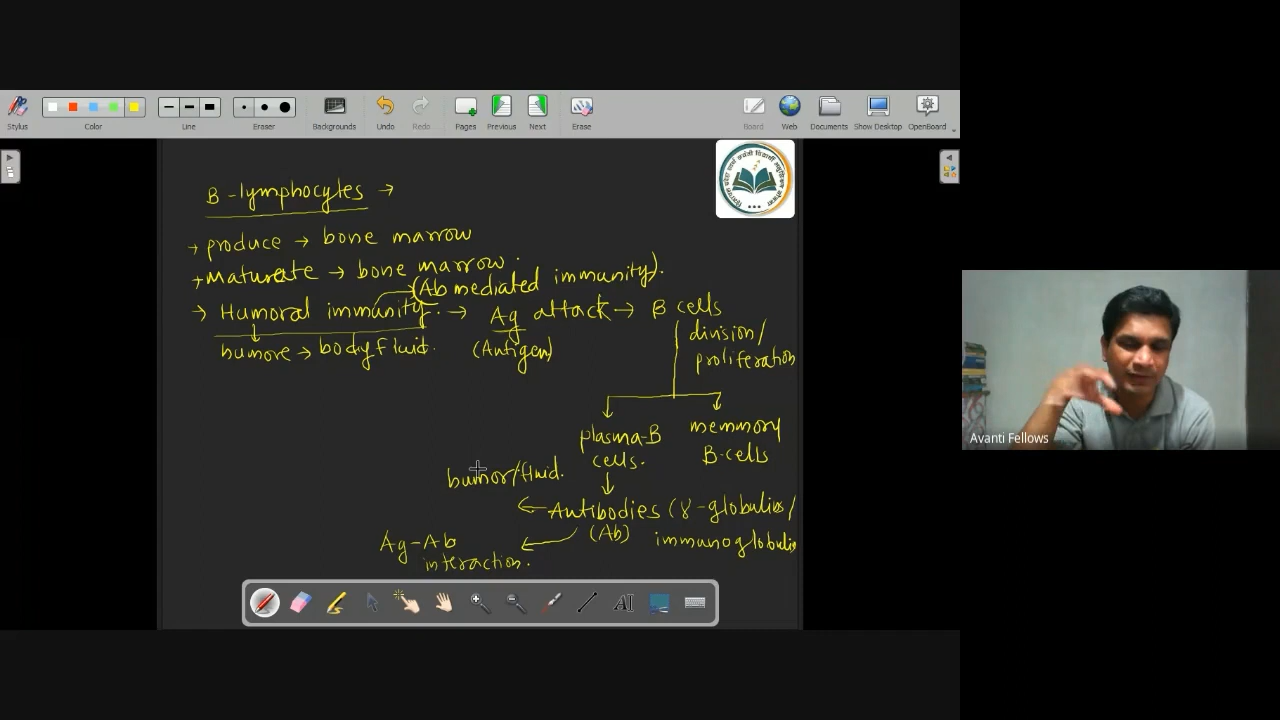 Stylus
Color
Line
Eraser
Backgrounds
Undo
Redo
Pages
Previous
Next
Erase
Board
Web
Documents
Show Desktop
OpenBoard
B-lymphocytes →
→ produce → bone marrow
→ Maturate → bone marrow.
(Ab mediated immunity).
→ Humoral immunity. → Ag attack → B cells
humore → body fluid.
(Antigen)
division/
proliferation
plasma-B
cells.
memmory
B-cells
humor/fluid.
← Antibodies (γ-globulins/
(Ab) immunoglobulin
Ag-Ab
interaction.
Avanti Fellows